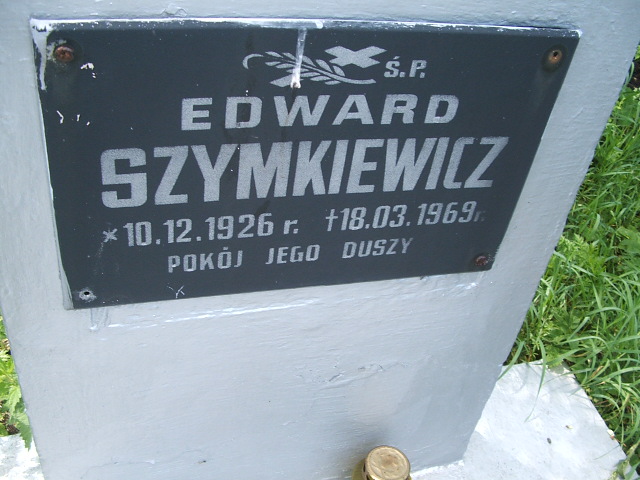 Ś.P.
EDWARD
SZYMKIEWICZ
*10.12.1926 r. †18.03.1969 r.
POKÓJ JEGO DUSZY